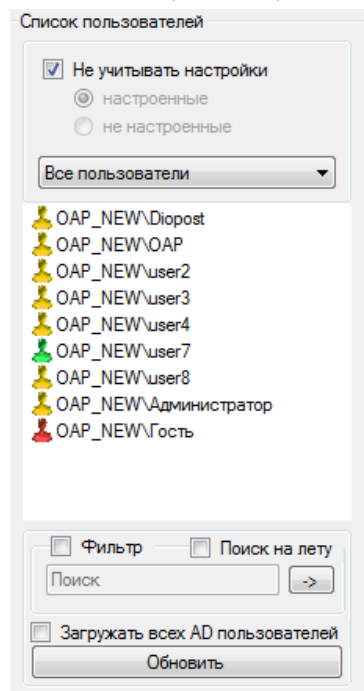 Список пользователей
Не учитывать настройки
настроенные
не настроенные
Все пользователи
OAP_NEW\Diopost
OAP_NEW\OAP
OAP_NEW\user2
OAP_NEW\user3
OAP_NEW\user4
OAP_NEW\user7
OAP_NEW\user8
OAP_NEW\Администратор
OAP_NEW\Гость
Фильтр Поиск на лету
Поиск ->
Загружать всех AD пользователей
Обновить